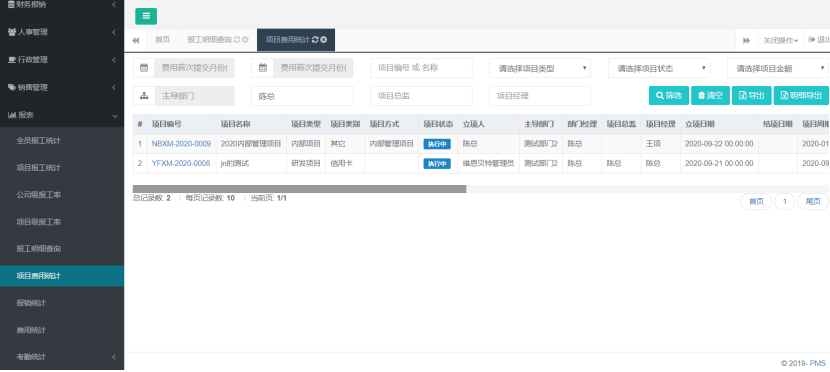 财务报销
人事管理
行政管理
销售管理
报表
全员报工统计
项目报工统计
公司级报工率
项目级报工率
报工明细查询
项目费用统计
报销统计
费用统计
考勤统计
首页 报工明细查询 项目费用统计 关闭操作 退出
费用首次提交月份( 费用首次提交月份( 项目编号 或 名称 请选择项目类型 请选择项目状态 请选择项目金额
主导部门 陈总 项目总监 项目经理 筛选 清空 导出 明细导出
# 项目编号 项目名称 项目类型 项目类别 项目方式 项目状态 立项人 主导部门 部门经理 项目总监 项目经理 立项日期 结项日期 项目周期
1 NBXM-2020-0009 2020内部管理项目 内部项目 其它 内部管理项目 执行中 陈总 测试部门2 陈总 王项 2020-09-22 00:00:00 2020-01
2 YFXM-2020-0008 jn的测试 研发项目 信用卡 执行中 维恩贝特管理员 测试部门2 陈总 陈总 陈总 2020-09-21 00:00:00 2020-09
总记录数: 2 / 每页记录数: 10 / 当前页: 1/1
首页 1 尾页
© 2019- PMS